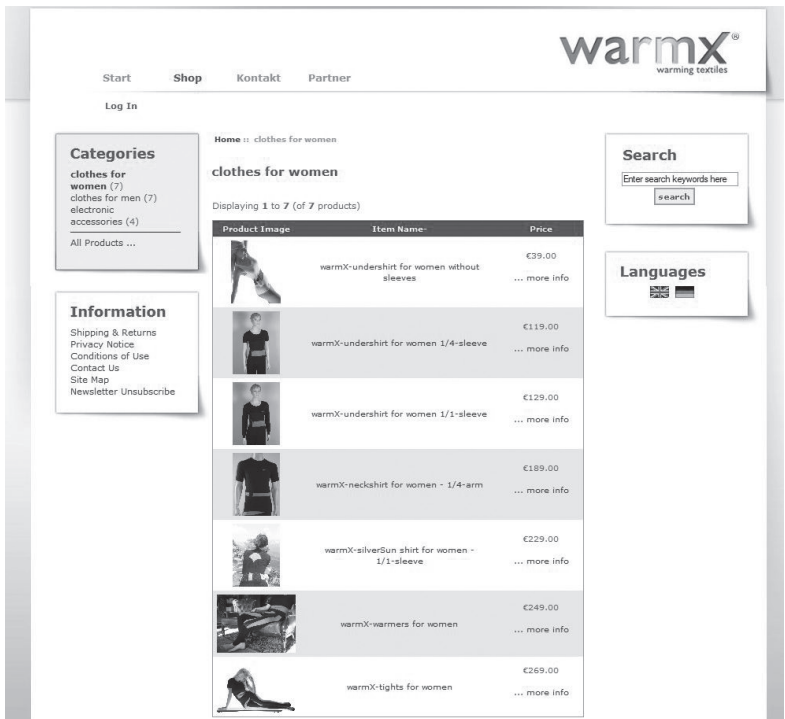 warmX®
warming textiles
Start Shop Kontakt Partner
Log In
Categories
clothes for
women (7)
clothes for men (7)
electronic
accessories (4)
All Products ...
Information
Shipping & Returns
Privacy Notice
Conditions of Use
Contact Us
Site Map
Newsletter Unsubscribe
Home :: clothes for women
clothes for women
Displaying 1 to 7 (of 7 products)
Product Image Item Name- Price
warmX-undershirt for women without
sleeves
€39.00
... more info
warmX-undershirt for women 1/4-sleeve
€119.00
... more info
warmX-undershirt for women 1/1-sleeve
€129.00
... more info
warmX-neckshirt for women - 1/4-arm
€189.00
... more info
warmX-silverSun shirt for women -
1/1-sleeve
€229.00
... more info
warmX-warmers for women
€249.00
... more info
warmX-tights for women
€269.00
... more info
Search
Enter search keywords here
search
Languages